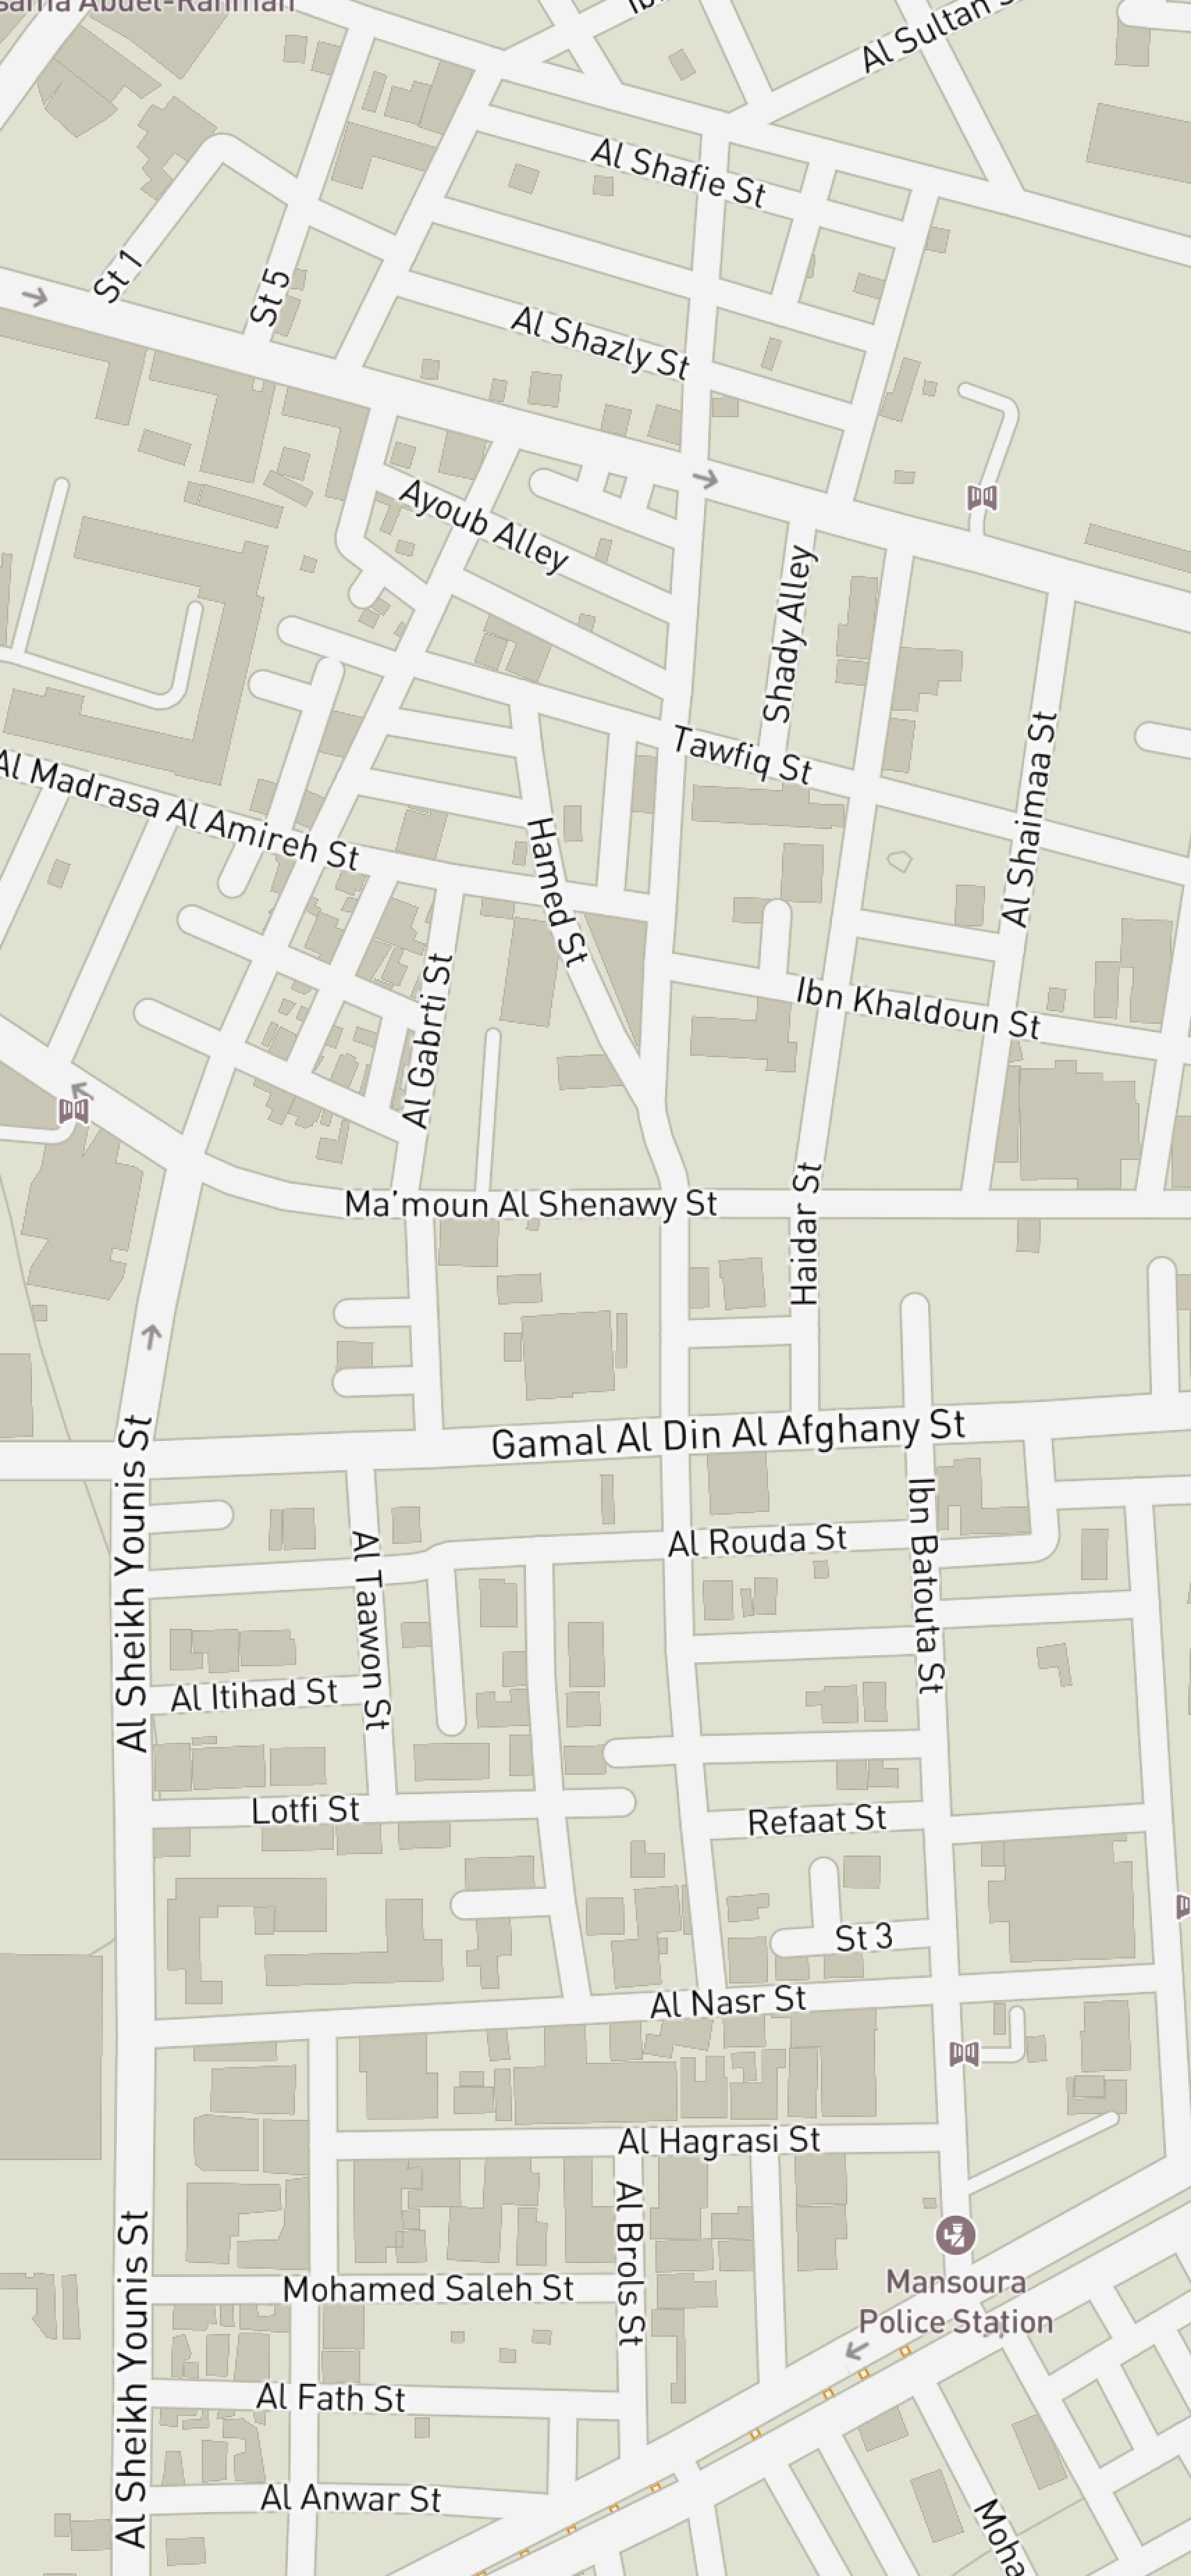 Abdel-Rahman
Al Sultan
Al Shafie St
St 1
St 5
Al Shazly St
Ayoub Alley
Shady Alley
Tawfiq St
Al Shaimaa St
Al Madrasa Al Amireh St
Hamed St
Al Gabrti St
Ibn Khaldoun St
Ma'moun Al Shenawy St
Haidar St
Gamal Al Din Al Afghany St
Al Sheikh Younis St
Al Taawon St
Al Rouda St
Ibn Batouta St
Al Itihad St
Lotfi St
Refaat St
St 3
Al Nasr St
Al Hagrasi St
Al Brols St
Al Sheikh Younis St
Mohamed Saleh St
Mansoura
Police Station
Al Fath St
Al Anwar St